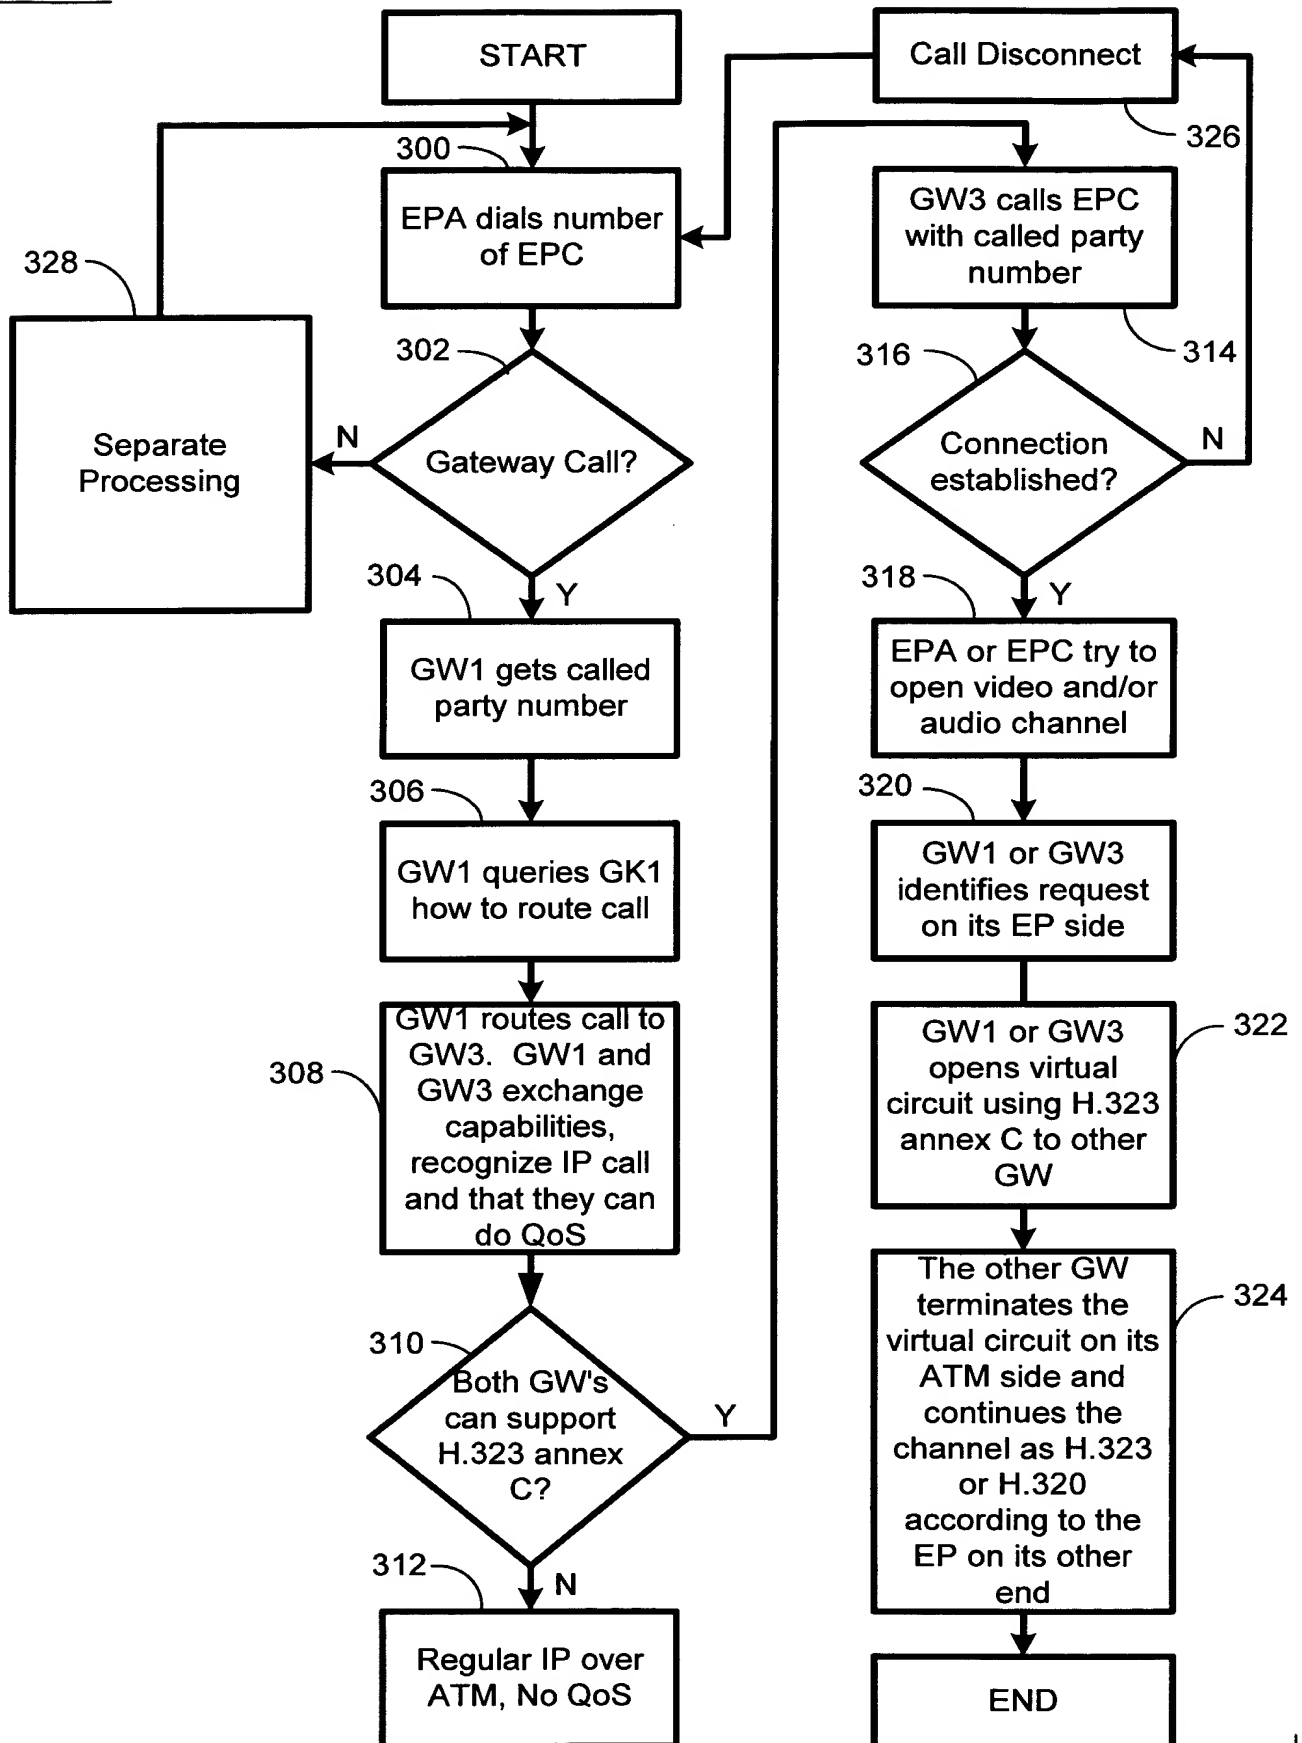 START
300
EPA dials number
of EPC
328
302
Gateway Call?
N
Separate
Processing
Y
304
GW1 gets called
party number
306
GW1 queries GK1
how to route call
308
GW1 routes call to
GW3. GW1 and
GW3 exchange
capabilities,
recognize IP call
and that they can
do QoS
310
Both GW's
can support
H.323 annex
C?
Y
N
312
Regular IP over
ATM, No QoS
Call Disconnect
326
GW3 calls EPC
with called party
number
314
316
Connection
established?
N
Y
318
EPA or EPC try to
open video and/or
audio channel
320
GW1 or GW3
identifies request
on its EP side
GW1 or GW3
opens virtual
circuit using H.323
annex C to other
GW
322
The other GW
terminates the
virtual circuit on its
ATM side and
continues the
channel as H.323
or H.320
according to the
EP on its other
end
324
END